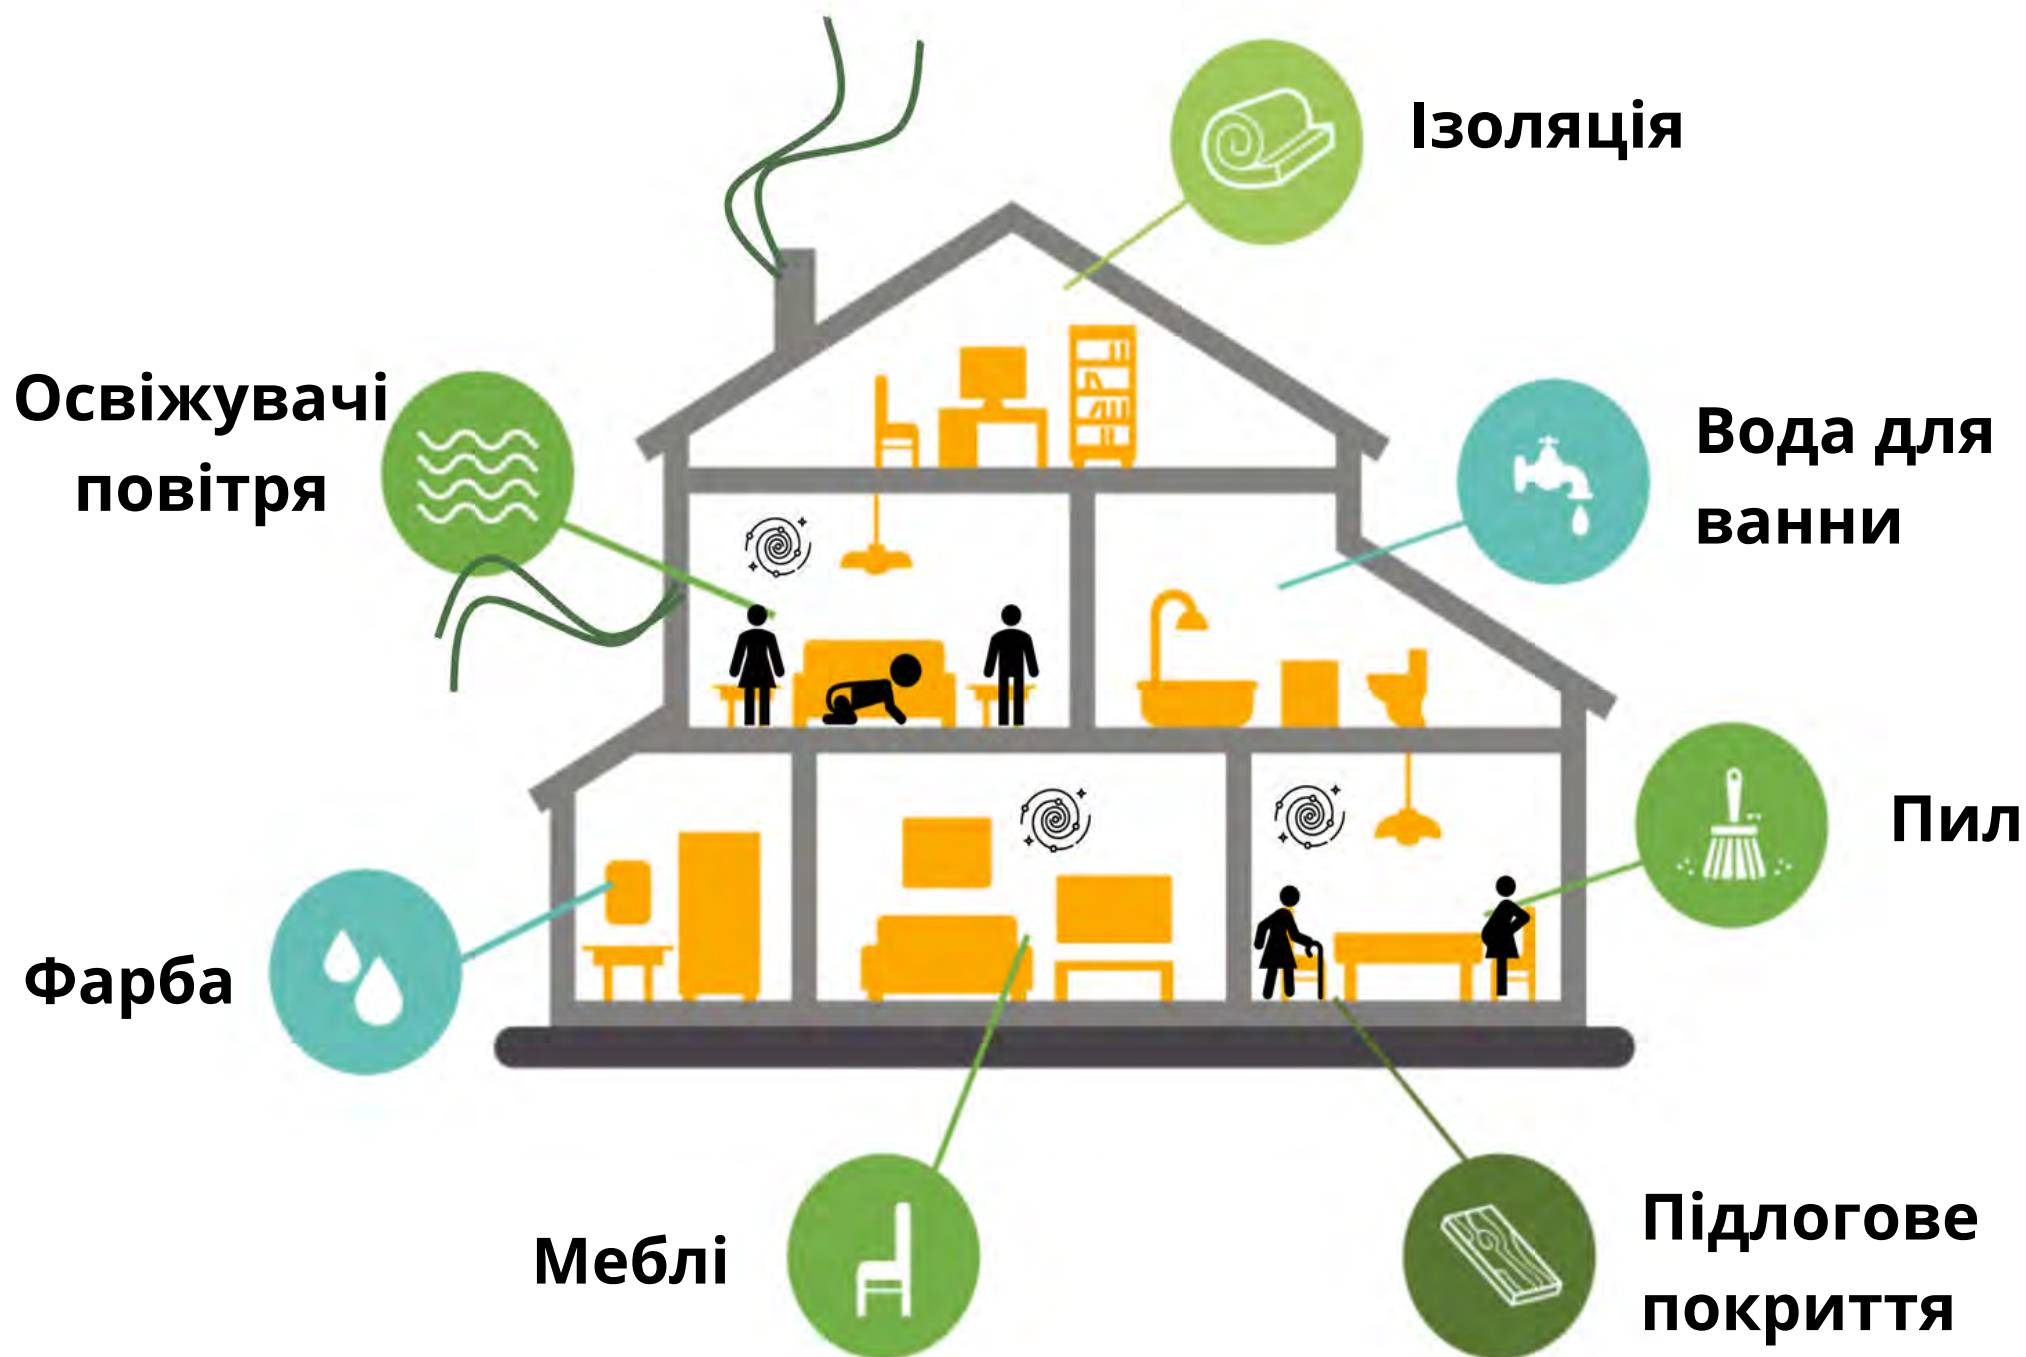 Ізоляція
Освіжувачі
повітря
Вода для
ванни
Пил
Фарба
Меблі
Підлогове
покриття